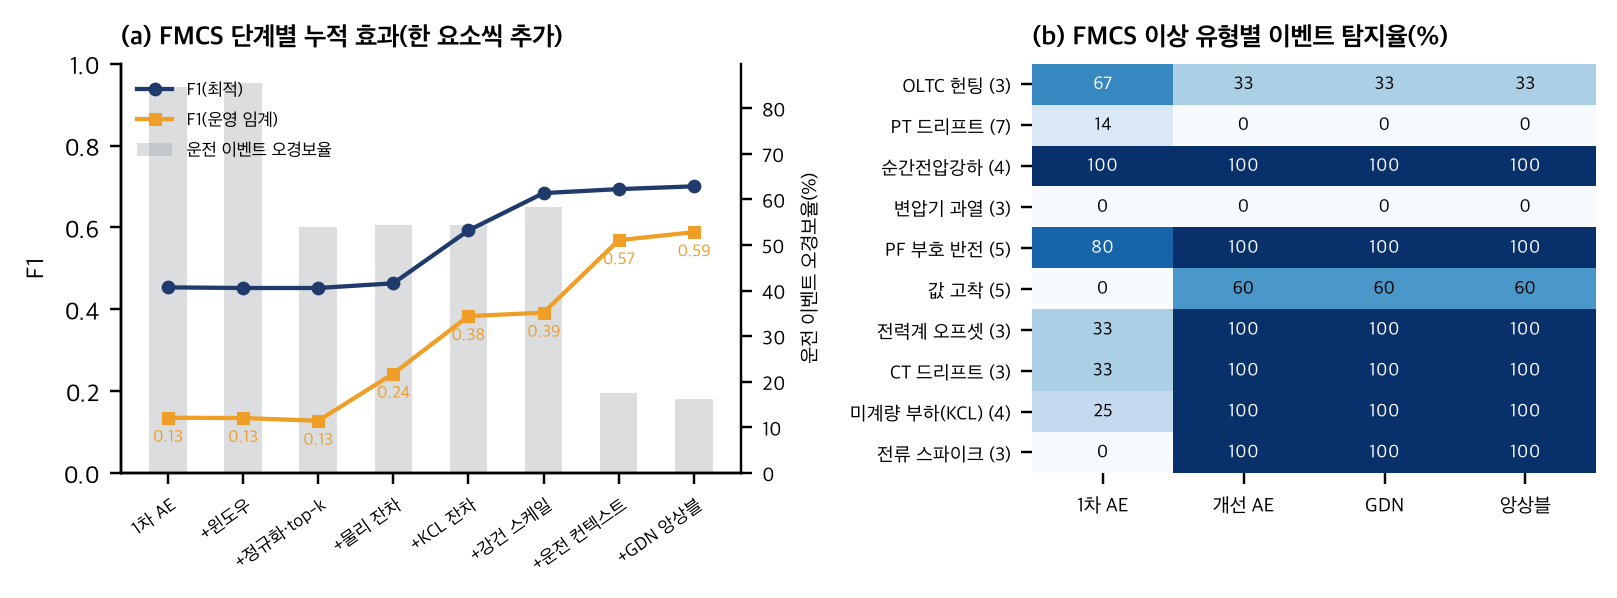 (a) FMCS 단계별 누적 효과(한 요소씩 추가)
1.0
0.8
0.6
0.4
0.2
0.0
F1
F1(최적)
F1(운영 임계)
운전 이벤트 오경보율
0.13
0.13
0.13
0.24
0.38
0.39
0.57
0.59
80
70
60
50
40
30
20
10
0
운전 이벤트 오경보율(%)
1차 AE
+윈도우
+정규화·top-k
+물리 잔차
+KCL 잔차
+강건 스케일
+운전 컨텍스트
+GDN 앙상블
(b) FMCS 이상 유형별 이벤트 탐지율(%)
OLTC 헌팅 (3) 67 33 33 33
PT 드리프트 (7) 14 0 0 0
순간전압강하 (4) 100 100 100 100
변압기 과열 (3) 0 0 0 0
PF 부호 반전 (5) 80 100 100 100
값 고착 (5) 0 60 60 60
전력계 오프셋 (3) 33 100 100 100
CT 드리프트 (3) 33 100 100 100
미계량 부하(KCL) (4) 25 100 100 100
전류 스파이크 (3) 0 100 100 100
1차 AE 개선 AE GDN 앙상블